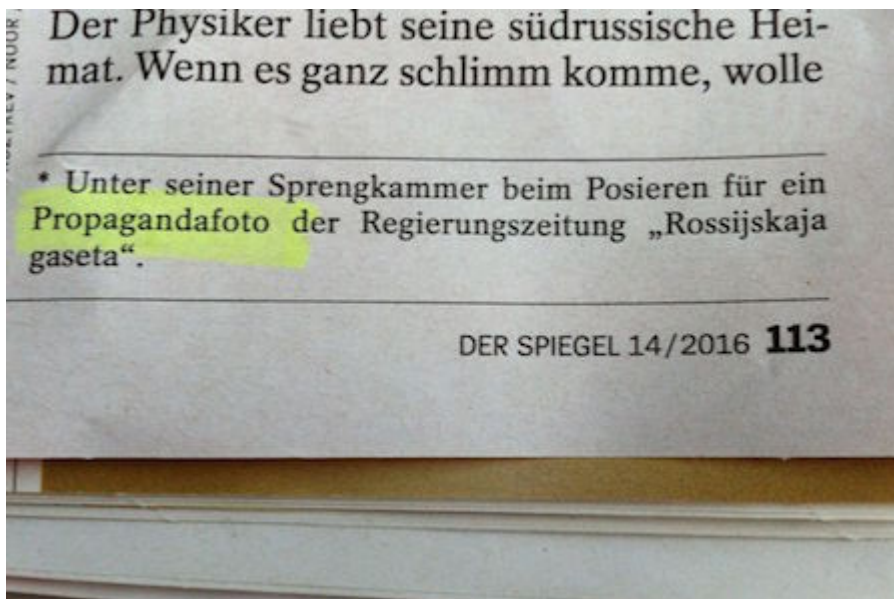 Der Physiker liebt seine südrussische Hei-
mat. Wenn es ganz schlimm komme, wolle
* Unter seiner Sprengkammer beim Posieren für ein
Propagandafoto der Regierungszeitung „Rossijskaja
gaseta“.
DER SPIEGEL 14/2016 113